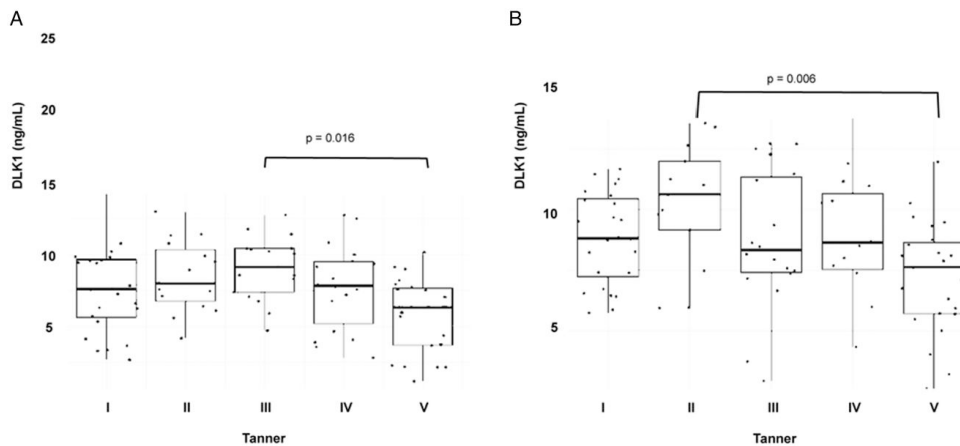 A
DLK1 (ng/mL)
25
20
15
10
5
p = 0.016
I II III IV V
Tanner
B
DLK1 (ng/mL)
15
10
5
p = 0.006
I II III IV V
Tanner